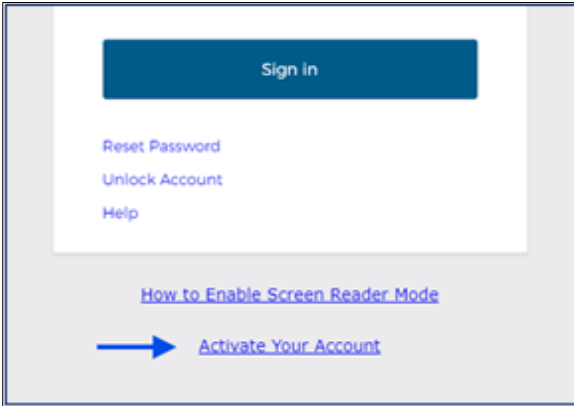 Sign in
Reset Password
Unlock Account
Help
How to Enable Screen Reader Mode
Activate Your Account